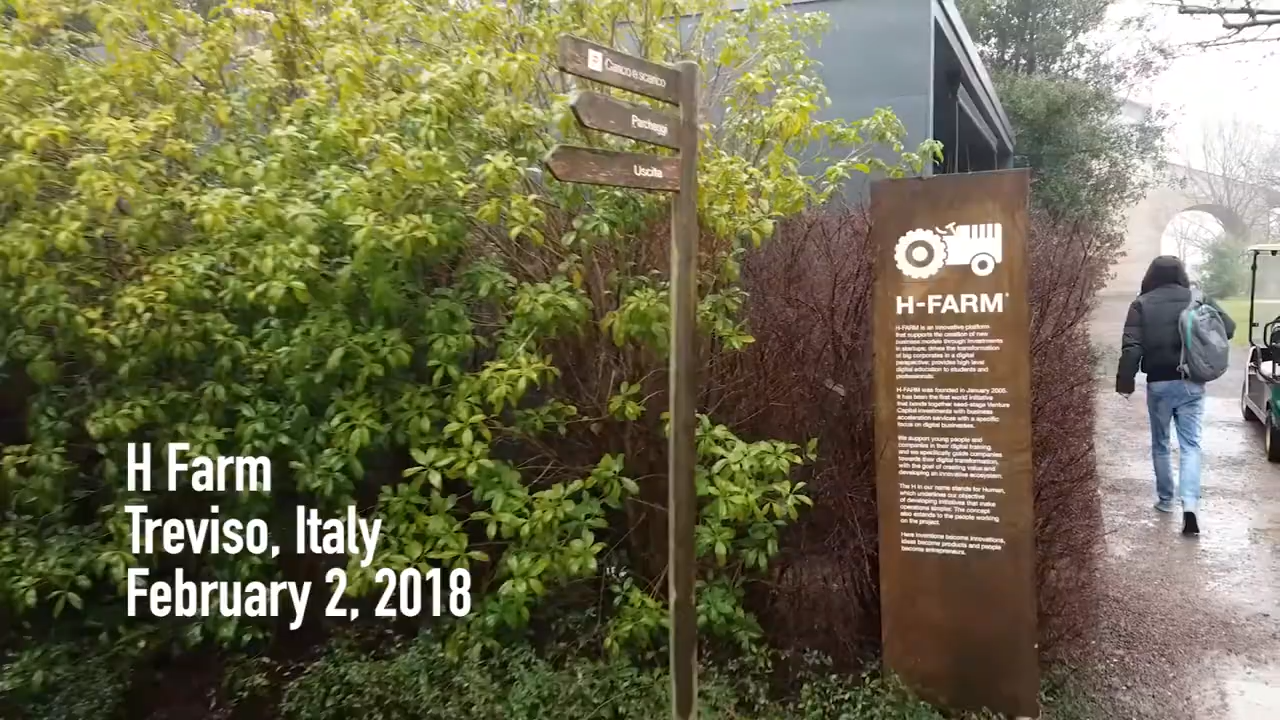 Carico e scarico
Parcheggi
Uscita
H-FARM
H-FARM is an innovative platform
that supports the creation of new
business models through investments
in startups, drives the transformation
of big corporates in a digital
perspective, provides high level
digital education to students and
professionals.
H-FARM was founded in January 2005.
It has been the first world initiative
that bonds together seed-stage Venture
Capital investments with business
acceleration services with a specific
focus on digital businesses.
We support young people and
companies in their digital training,
and we specifically guide companies
towards their digital transformation,
with the goal of creating value and
developing an innovative ecosystem.
The H in our name stands for Human,
which underlines our objective
of developing initiatives that make
operations simpler. The concept
also extends to the people working
on the project.
Here inventions become innovations,
ideas become products and people
become entrepreneurs.
H Farm
Treviso, Italy
February 2, 2018